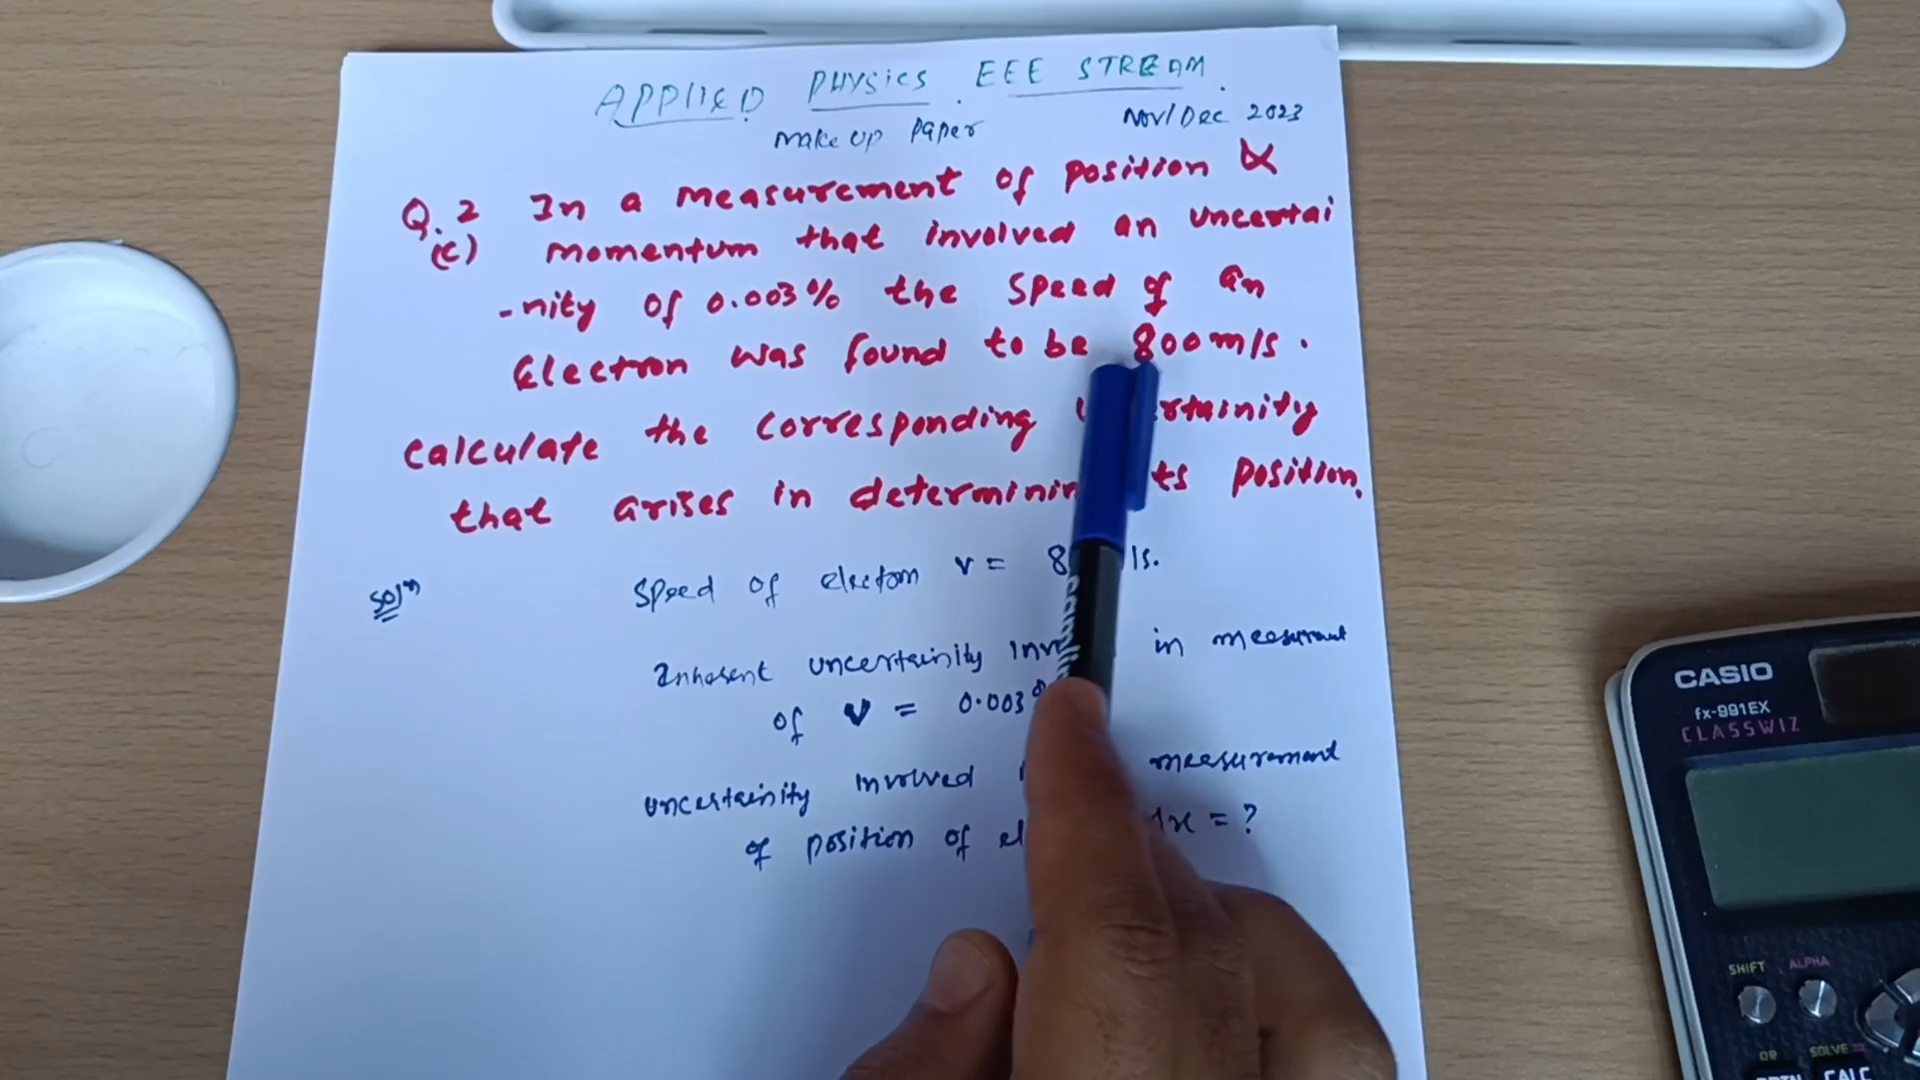 APPLIED PHYSICS EEE STREAM.
Make up Paper Nov/Dec 2023
Q.2 In a measurement of position &
(c) momentum that involved an uncertai
-nity of 0.003% the speed of an
Electron was found to be 800m/s.
calculate the corresponding
that arises in position.
Soln Speed of electorn v =
Inherent uncertainity in
of v = 0.003
uncertainity involved measurement
of position of = ?
camlin
CASIO
fx-991EX
CLASSWIZ
SHIFT ALPHA
SOLVE =
CALC